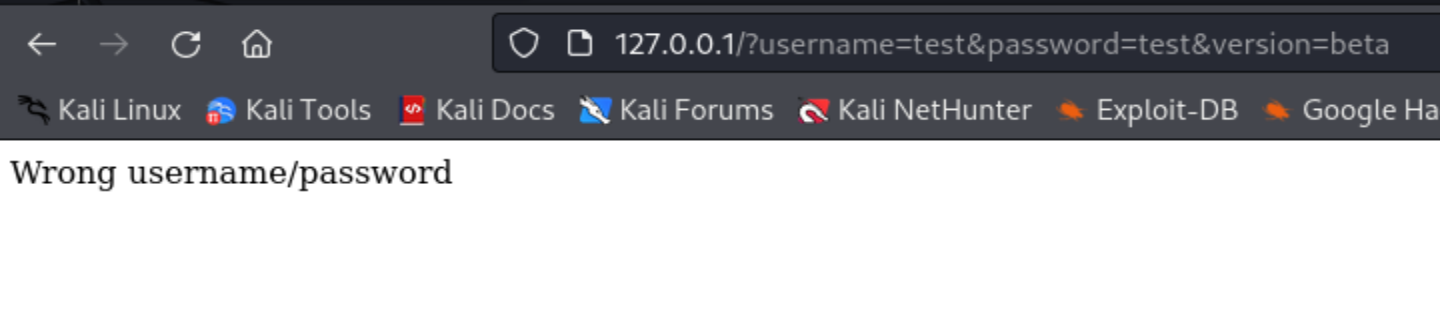 127.0.0.1/?username=test&password=test&version=beta
Kali Linux Kali Tools Kali Docs Kali Forums Kali NetHunter Exploit-DB Google Ha
Wrong username/password